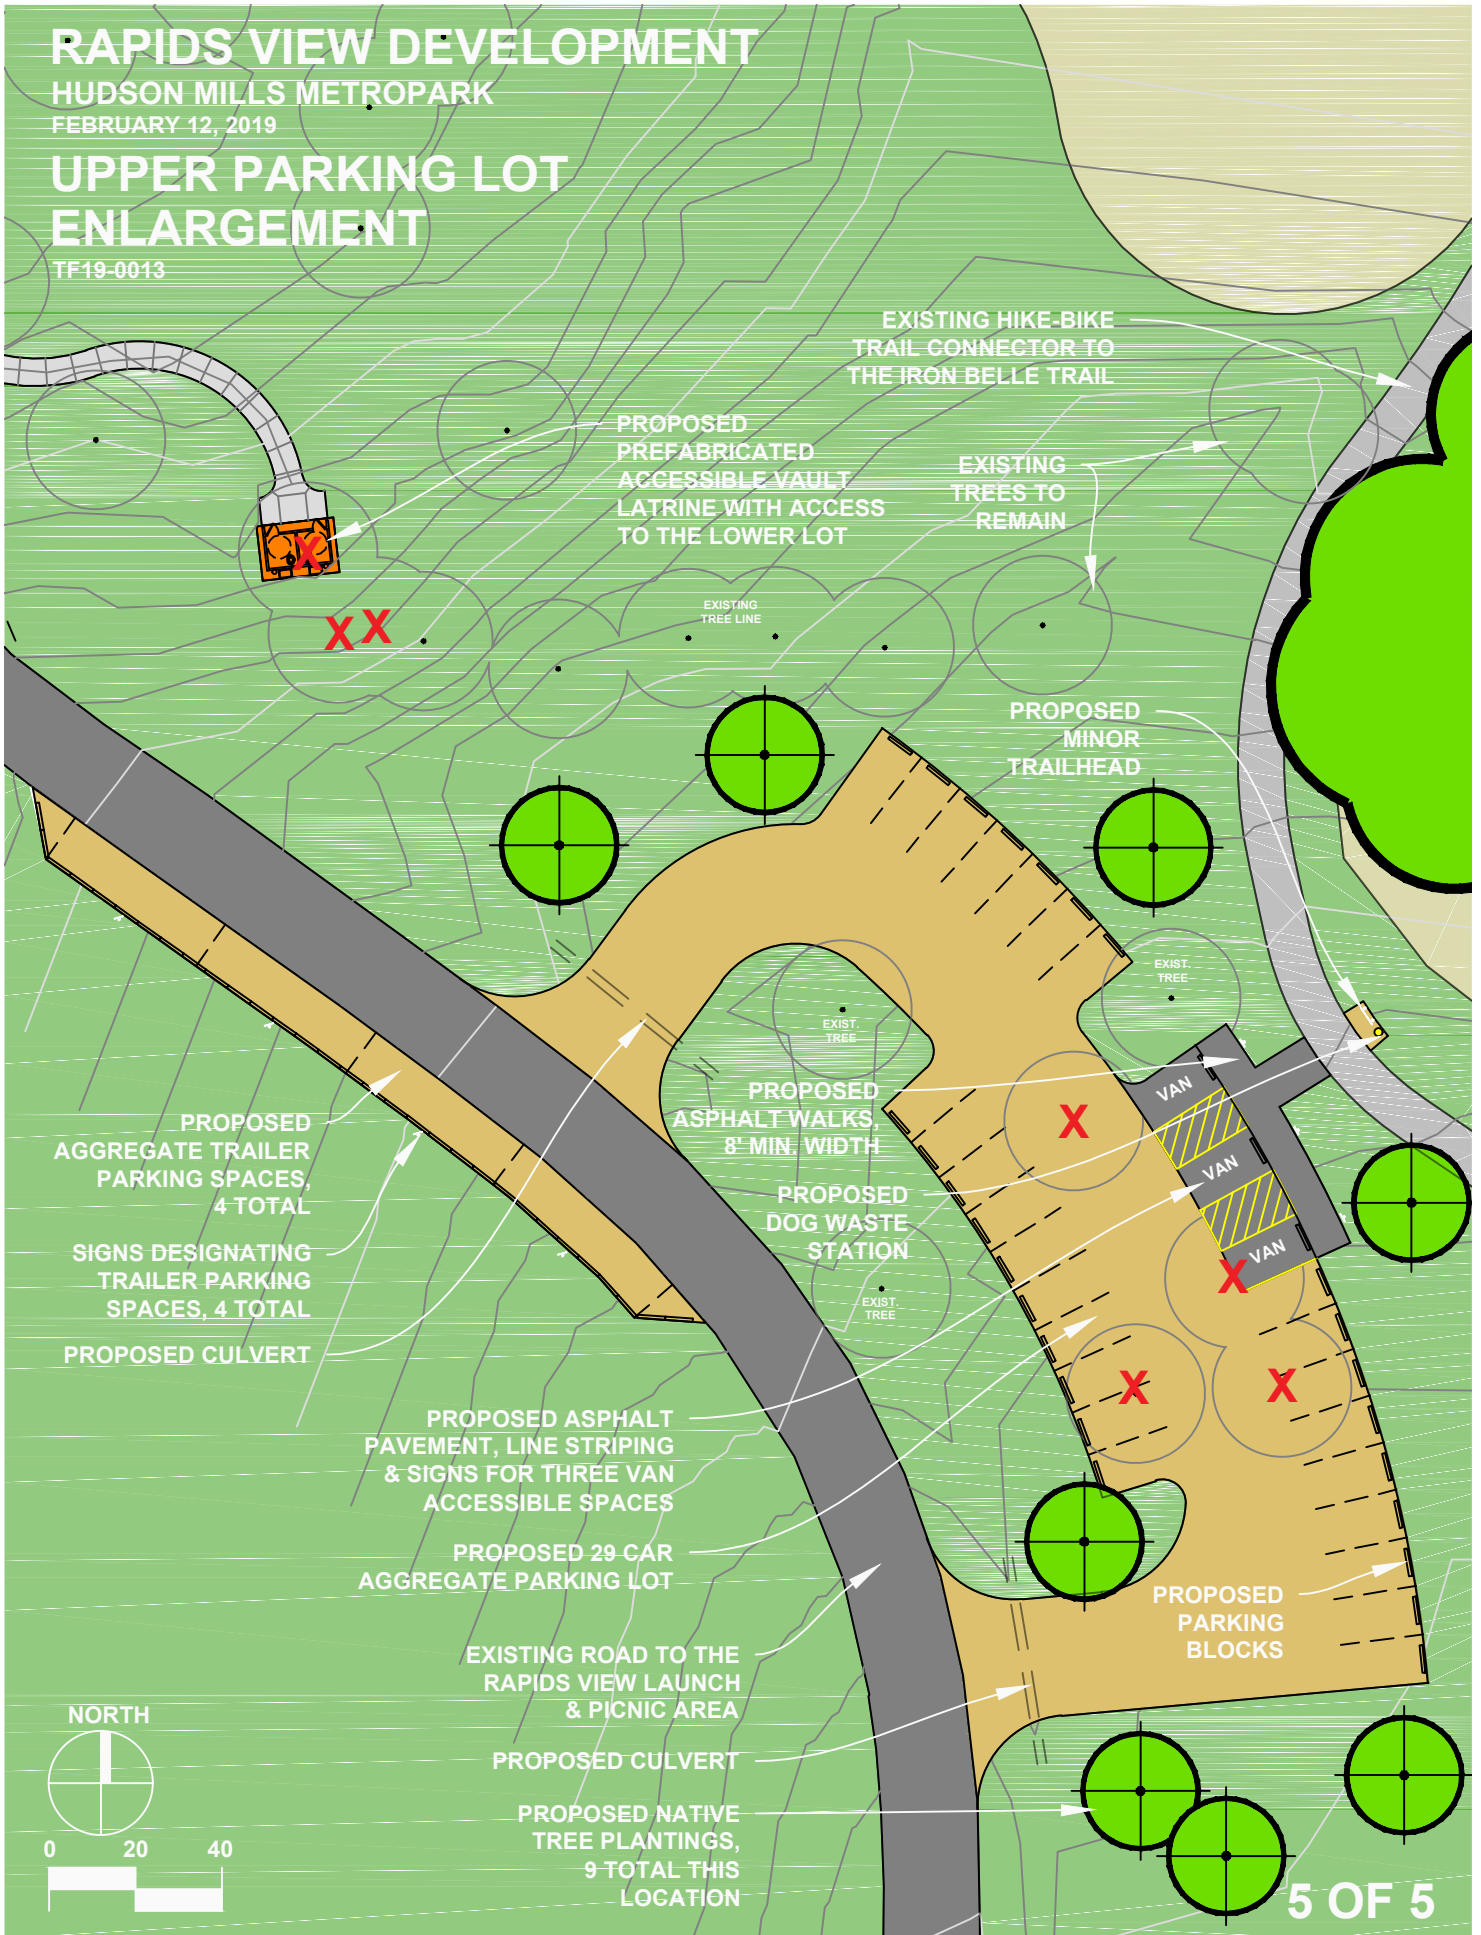 RAPIDS VIEW DEVELOPMENT
HUDSON MILLS METROPARK
FEBRUARY 12, 2019
UPPER PARKING LOT
ENLARGEMENT
TF19-0013
EXISTING HIKE-BIKE
TRAIL CONNECTOR TO
THE IRON BELLE TRAIL
PROPOSED
PREFABRICATED
ACCESSIBLE VAULT
LATRINE WITH ACCESS
TO THE LOWER LOT
EXISTING
TREES TO
REMAIN
X
X
X
EXISTING
TREE LINE
PROPOSED
MINOR
TRAILHEAD
EXIST.
TREE
EXIST.
TREE
PROPOSED
ASPHALT WALKS,
8' MIN. WIDTH
X
VAN
VAN
VAN
PROPOSED
AGGREGATE TRAILER
PARKING SPACES,
4 TOTAL
PROPOSED
DOG WASTE
STATION
SIGNS DESIGNATING
TRAILER PARKING
SPACES, 4 TOTAL
EXIST.
TREE
X
PROPOSED CULVERT
X
X
PROPOSED ASPHALT
PAVEMENT, LINE STRIPING
& SIGNS FOR THREE VAN
ACCESSIBLE SPACES
PROPOSED 29 CAR
AGGREGATE PARKING LOT
PROPOSED
PARKING
BLOCKS
EXISTING ROAD TO THE
RAPIDS VIEW LAUNCH
& PICNIC AREA
PROPOSED CULVERT
PROPOSED NATIVE
TREE PLANTINGS,
9 TOTAL THIS
LOCATION
NORTH
0 20 40
5 OF 5